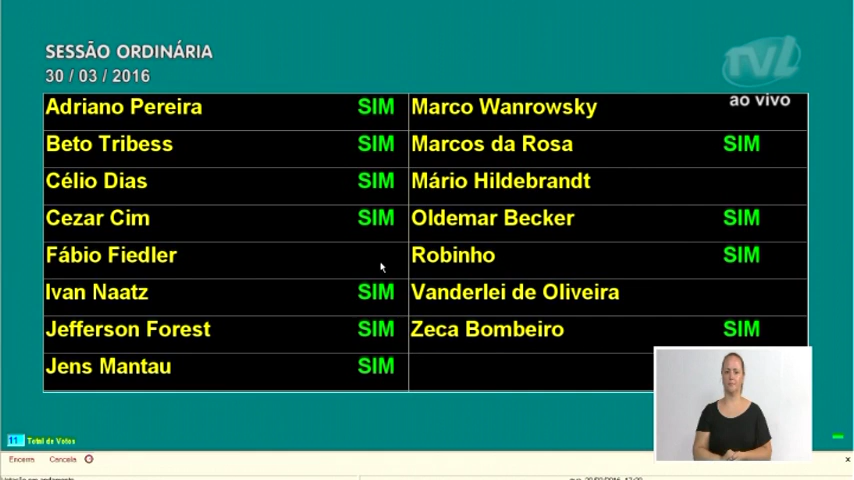 SESSÃO ORDINÁRIA
30 / 03 / 2016
TVL
ao vivo
Adriano Pereira SIM Marco Wanrowsky
Beto Tribess SIM Marcos da Rosa SIM
Célio Dias SIM Mário Hildebrandt
Cezar Cim SIM Oldemar Becker SIM
Fábio Fiedler Robinho SIM
Ivan Naatz SIM Vanderlei de Oliveira
Jefferson Forest SIM Zeca Bombeiro SIM
Jens Mantau SIM
11 Total de Votos
Encerra Cancela